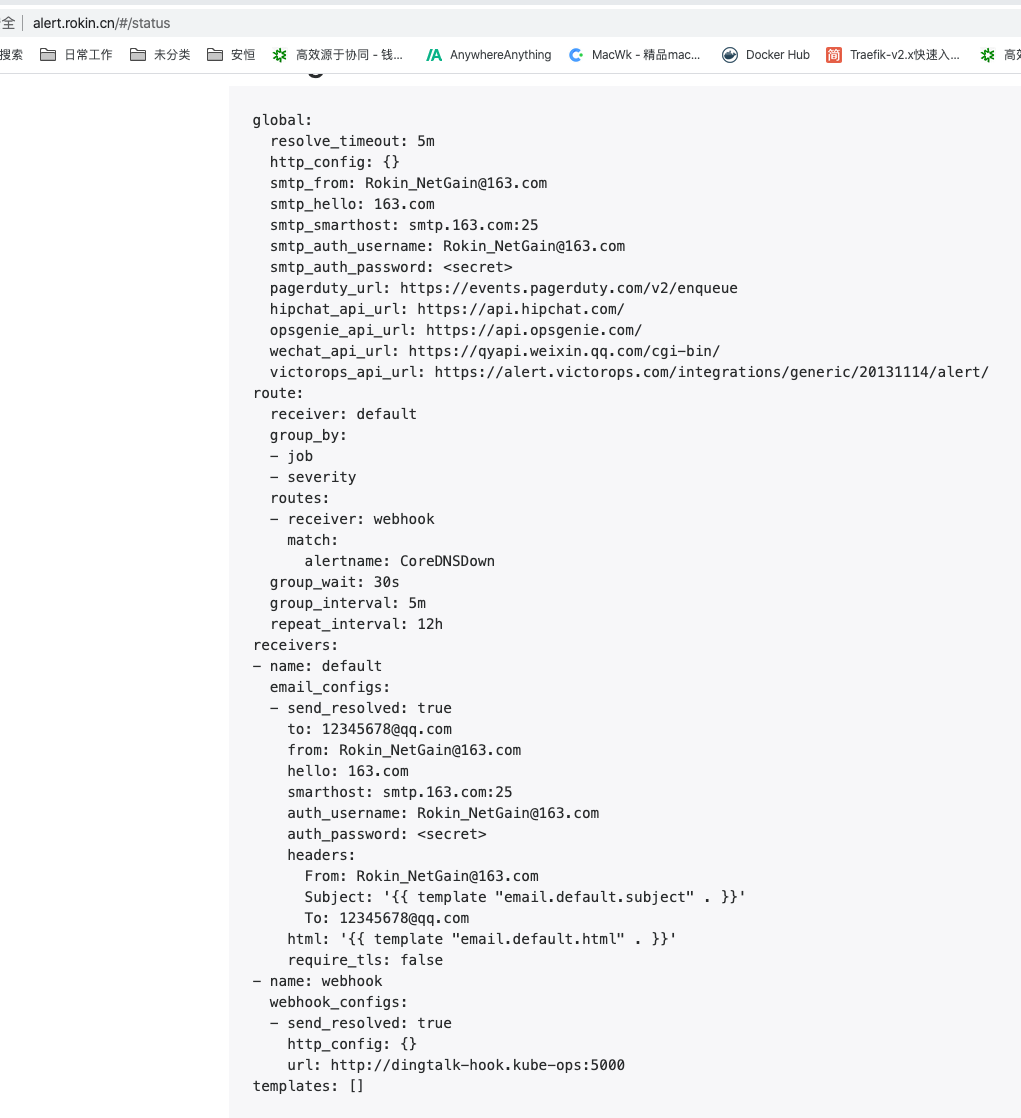 全 alert.rokin.cn/#/status
搜索 日常工作 未分类 安恒 高效源于协同 - 钱... AnywhereAnything MacWk - 精品mac... Docker Hub 简 Traefik-v2.x快速入... 高效
global:
  resolve_timeout: 5m
  http_config: {}
  smtp_from: Rokin_NetGain@163.com
  smtp_hello: 163.com
  smtp_smarthost: smtp.163.com:25
  smtp_auth_username: Rokin_NetGain@163.com
  smtp_auth_password: <secret>
  pagerduty_url: https://events.pagerduty.com/v2/enqueue
  hipchat_api_url: https://api.hipchat.com/
  opsgenie_api_url: https://api.opsgenie.com/
  wechat_api_url: https://qyapi.weixin.qq.com/cgi-bin/
  victorops_api_url: https://alert.victorops.com/integrations/generic/20131114/alert/
route:
  receiver: default
  group_by:
  - job
  - severity
  routes:
  - receiver: webhook
    match:
      alertname: CoreDNSDown
  group_wait: 30s
  group_interval: 5m
  repeat_interval: 12h
receivers:
- name: default
  email_configs:
  - send_resolved: true
    to: 12345678@qq.com
    from: Rokin_NetGain@163.com
    hello: 163.com
    smarthost: smtp.163.com:25
    auth_username: Rokin_NetGain@163.com
    auth_password: <secret>
    headers:
      From: Rokin_NetGain@163.com
      Subject: '{{ template "email.default.subject" . }}'
      To: 12345678@qq.com
    html: '{{ template "email.default.html" . }}'
    require_tls: false
- name: webhook
  webhook_configs:
  - send_resolved: true
    http_config: {}
    url: http://dingtalk-hook.kube-ops:5000
templates: []